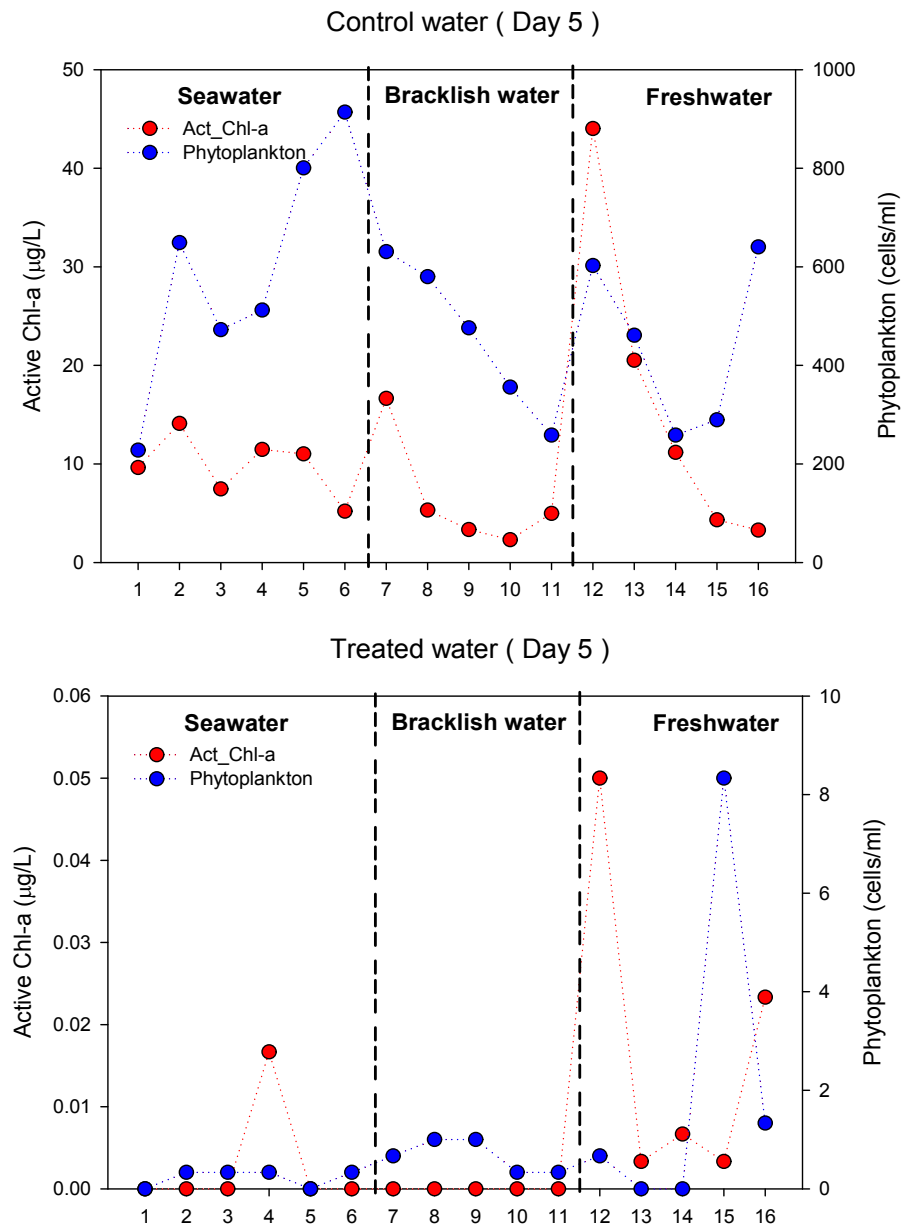 Control water ( Day 5 )
50 1000
Seawater Bracklish water Freshwater
Act_Chl-a
Phytoplankton
40 800
30 600
20 400
10 200
0 0
Active Chl-a (µg/L)
Phytoplankton (cells/ml)
1 2 3 4 5 6 7 8 9 10 11 12 13 14 15 16
Treated water ( Day 5 )
0.06 10
Seawater Bracklish water Freshwater
Act_Chl-a
Phytoplankton
0.05
8
0.04
6
0.03
0.02
4
0.01
2
0.00 0
Active Chl-a (µg/L)
Phytoplankton (cells/ml)
1 2 3 4 5 6 7 8 9 10 11 12 13 14 15 16